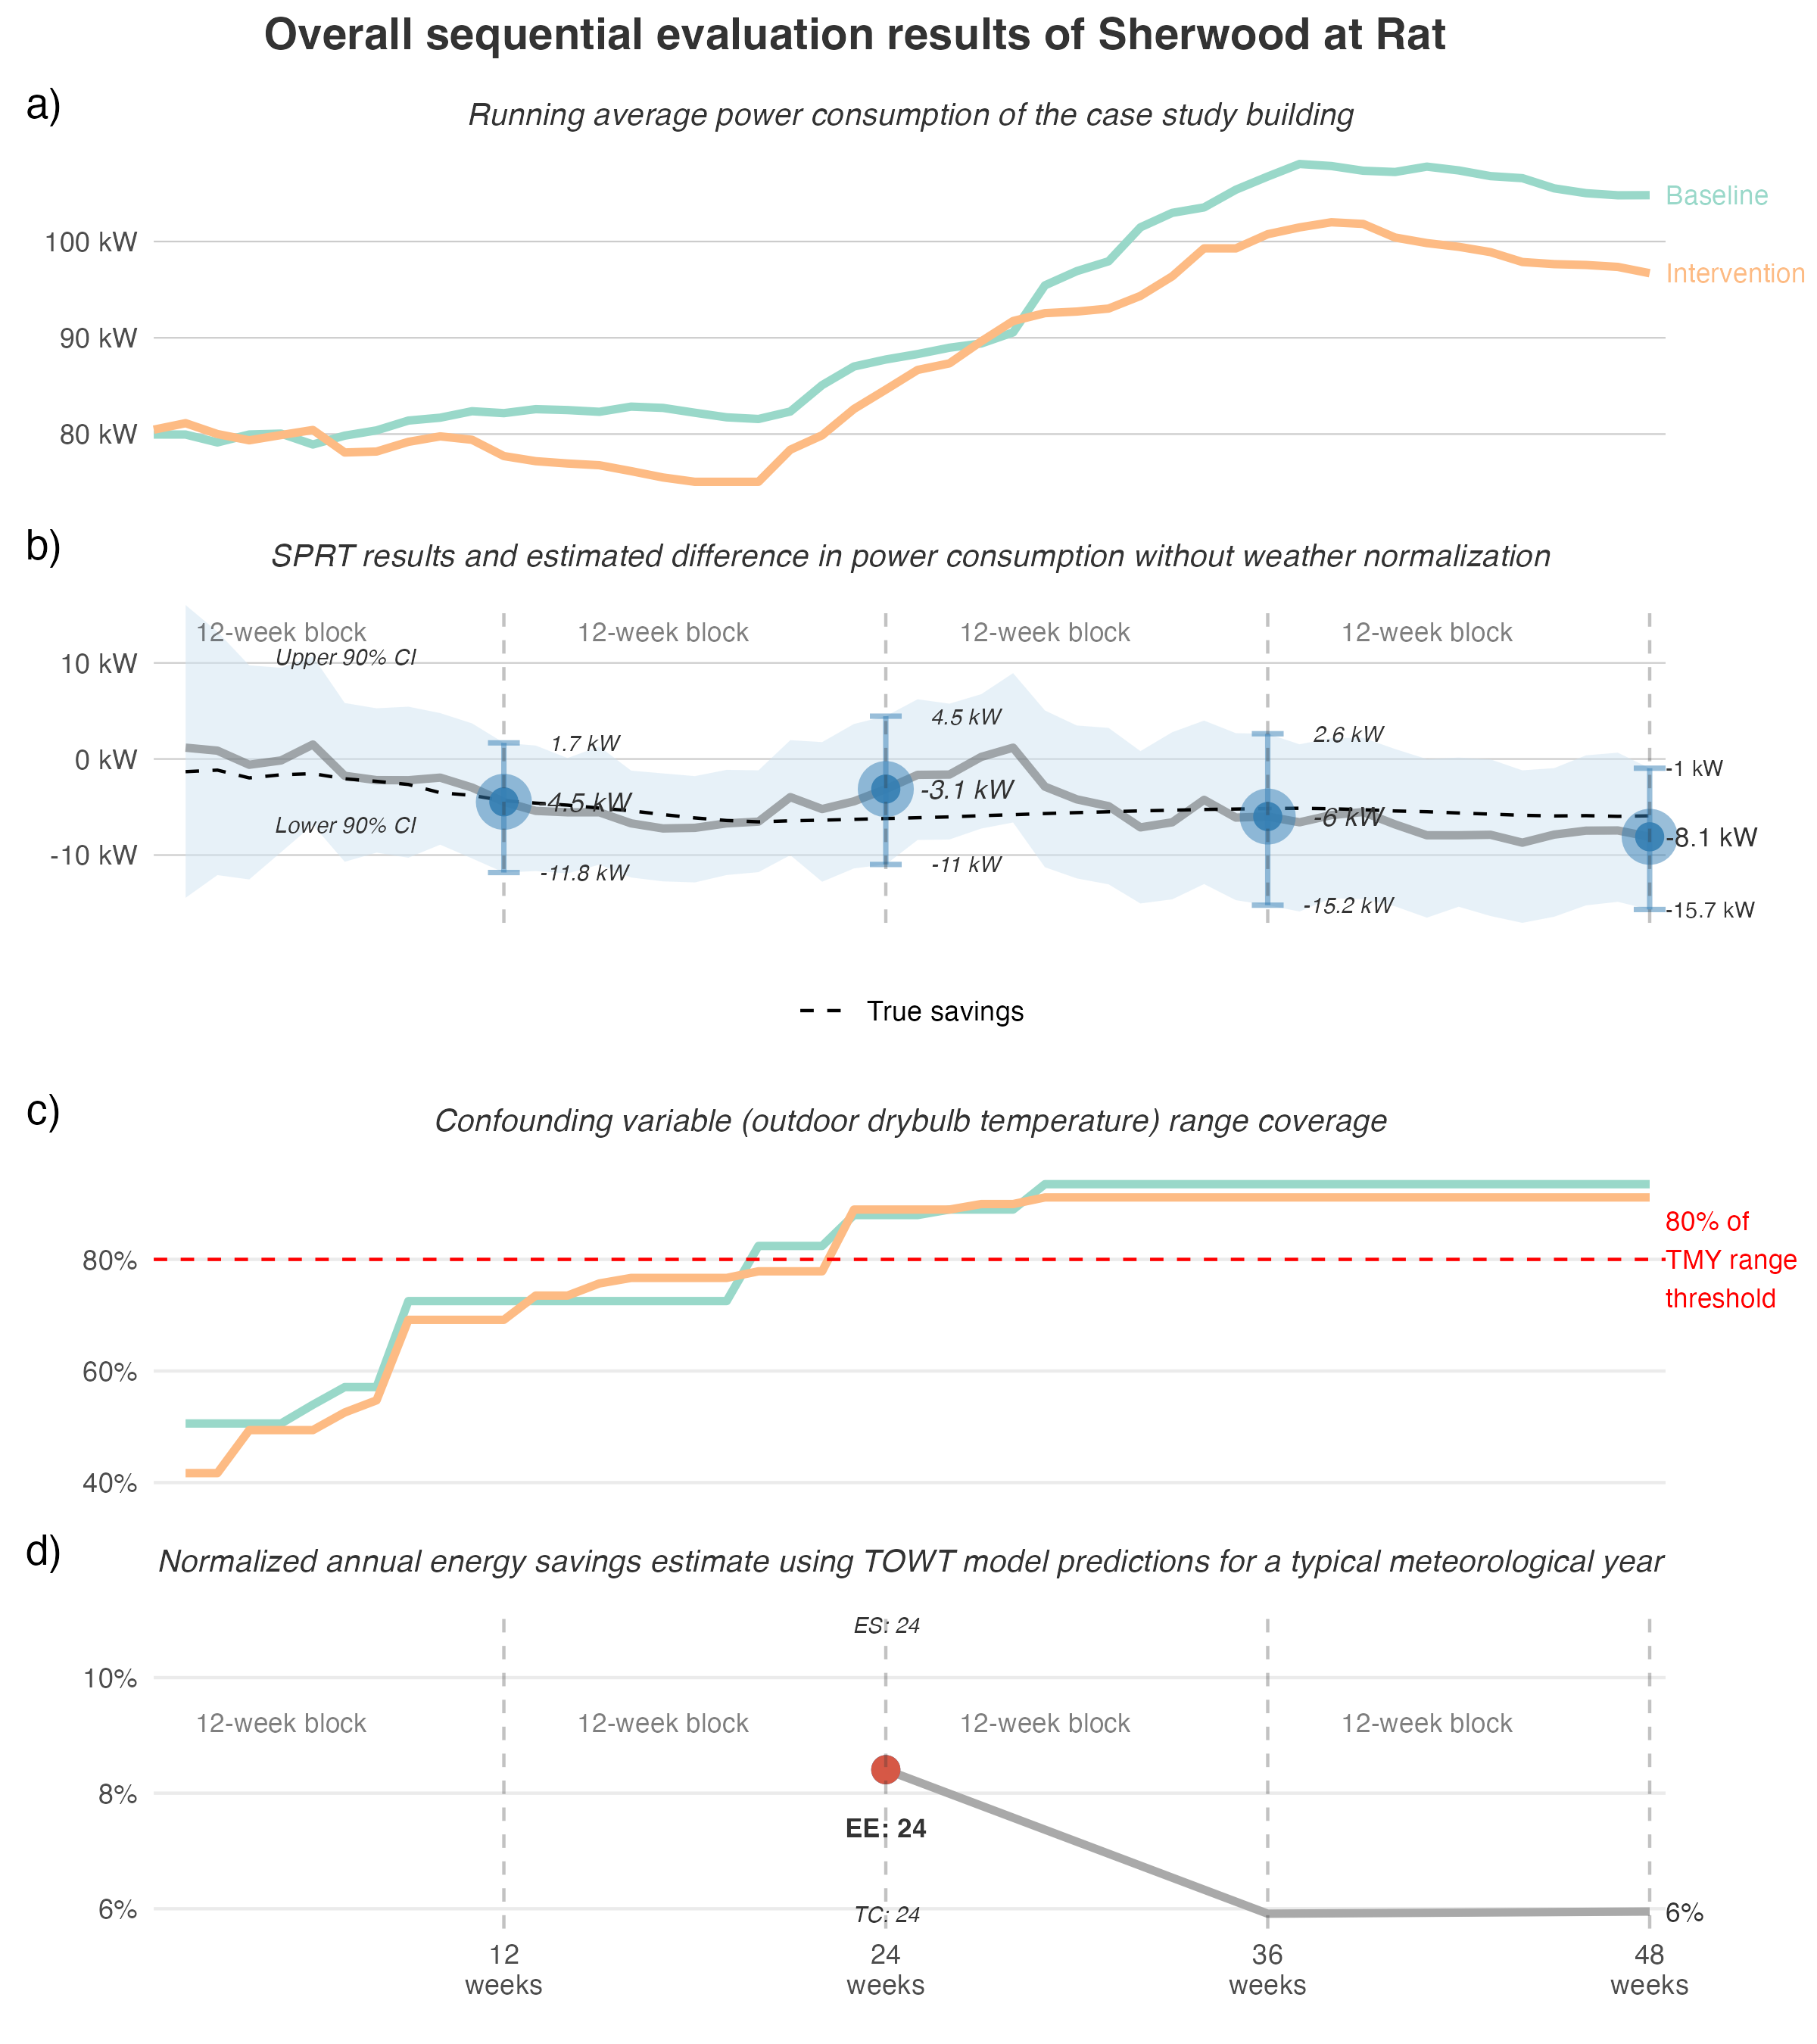 Overall sequential evaluation results of Sherwood at Rat
a)
Running average power consumption of the case study building
100 kW
90 kW
80 kW
Baseline
Intervention
b)
SPRT results and estimated difference in power consumption without weather normalization
12-week block
12-week block
12-week block
12-week block
Upper 90% CI
Lower 90% CI
10 kW
0 kW
-10 kW
1.7 kW
-4.5 kW
-11.8 kW
4.5 kW
-3.1 kW
-11 kW
2.6 kW
-6 kW
-15.2 kW
-1 kW
-8.1 kW
-15.7 kW
True savings
c)
Confounding variable (outdoor drybulb temperature) range coverage
80%
60%
40%
80% of
TMY range
threshold
d)
Normalized annual energy savings estimate using TOWT model predictions for a typical meteorological year
ES: 24
10%
12-week block
12-week block
12-week block
12-week block
8%
EE: 24
6%
TC: 24
6%
12
weeks
24
weeks
36
weeks
48
weeks